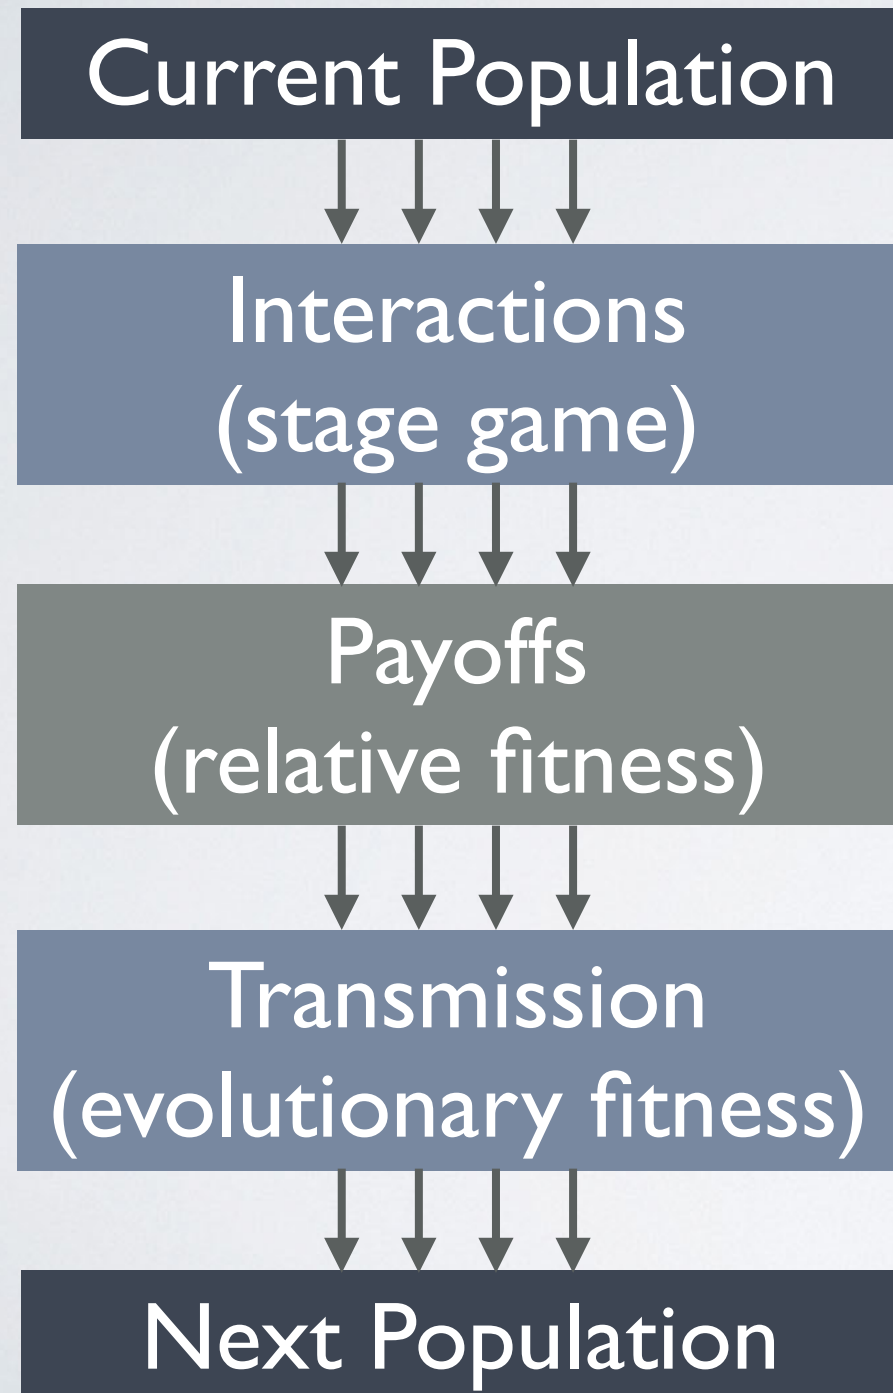 Current Population
Interactions
(stage game)
Payoffs
(relative fitness)
Transmission
(evolutionary fitness)
Next Population